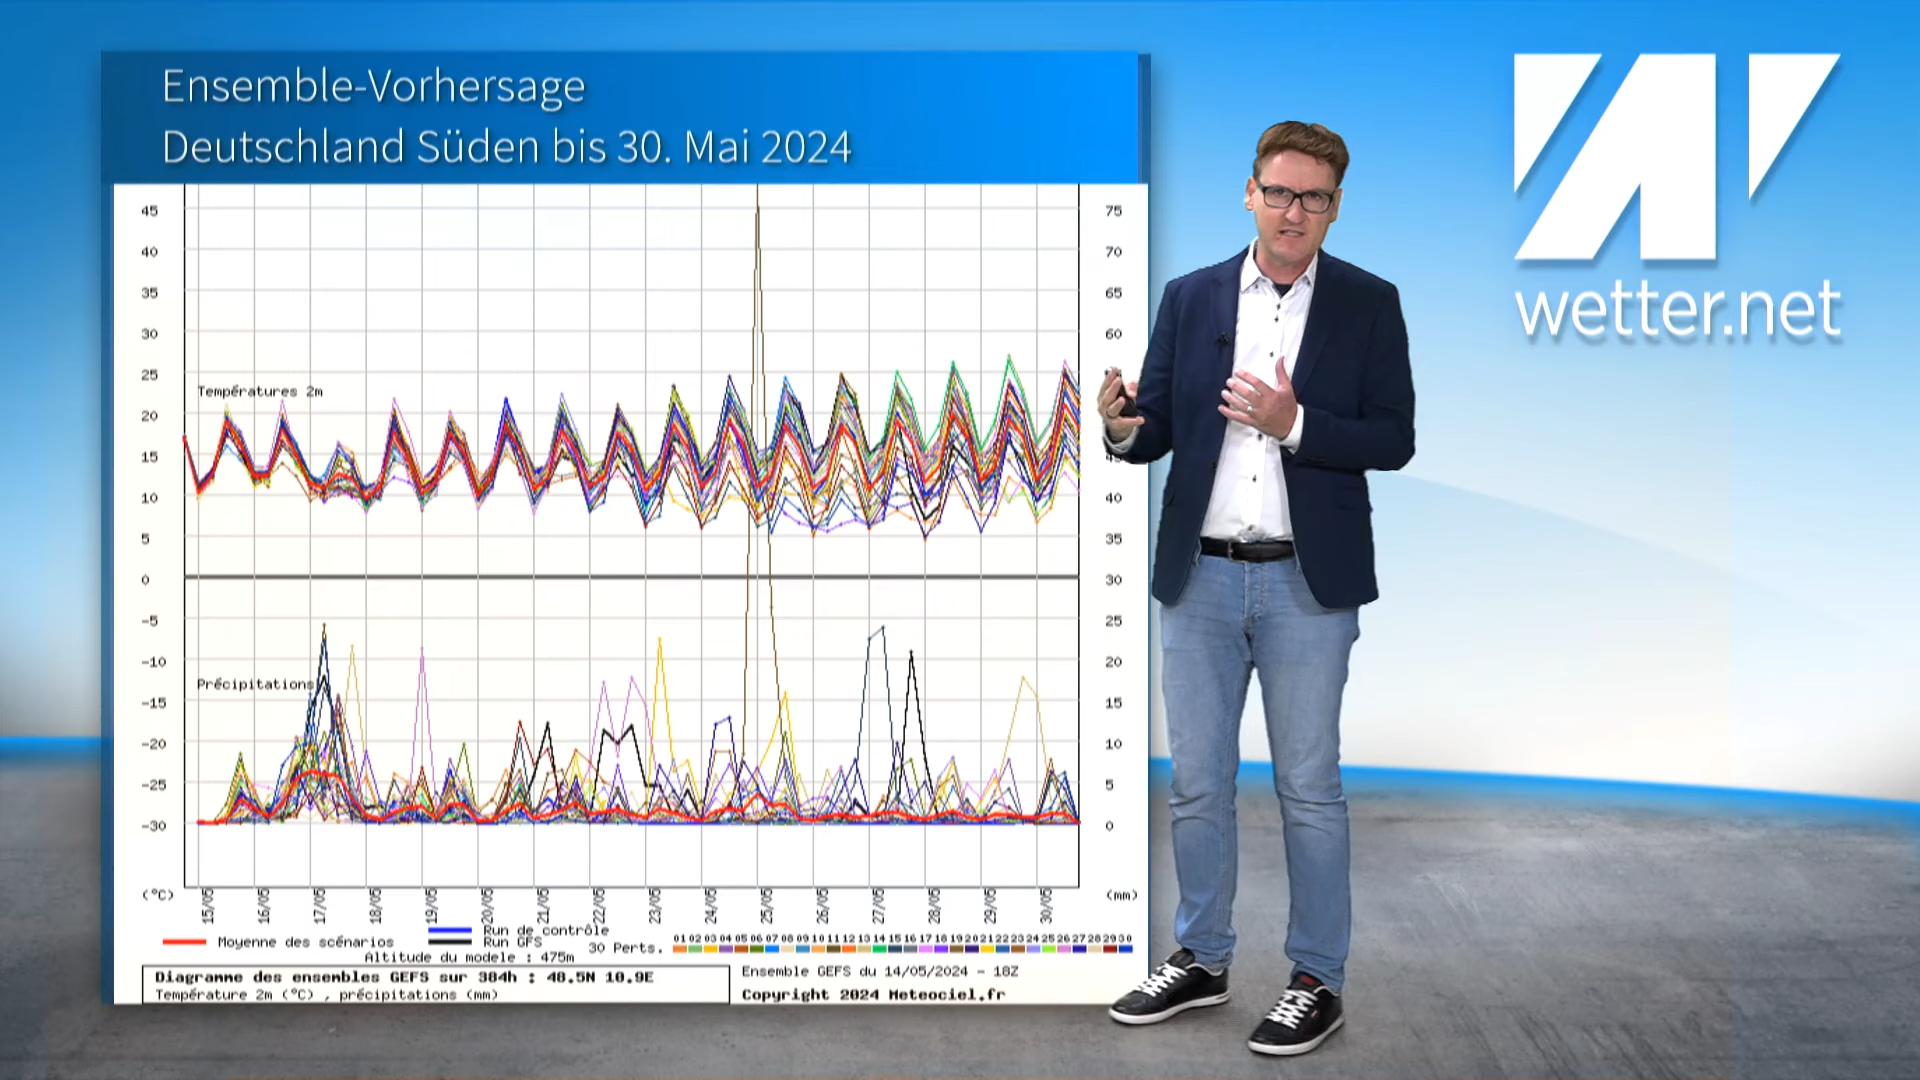 Ensemble-Vorhersage
Deutschland Süden bis 30. Mai 2024
wetter.net
45
40
35
30
25
20
15
10
5
0
-5
-10
-15
-20
-25
-30
75
70
65
60
40
35
30
25
20
15
10
5
0
Températures 2m
Précipitations
(°C)
15/05 16/05 17/05 18/05 19/05 20/05 21/05 22/05 23/05 24/05 25/05 26/05 27/05 28/05 29/05 30/05
(mm)
Moyenne des scénarios
Run de contrôle
Run GFS
30 Perts.
01 02 03 04 05 06 07 08 09 10 11 12 13 14 15 16 17 18 19 20 21 22 23 24 25 26 27 28 29 30
Altitude du modele : 475m
Diagramme des ensembles GEFS sur 384h : 48.5N 10.9E
Température 2m (°C) , précipitations (mm)
Ensemble GEFS du 14/05/2024 - 18Z
Copyright 2024 Meteociel.fr